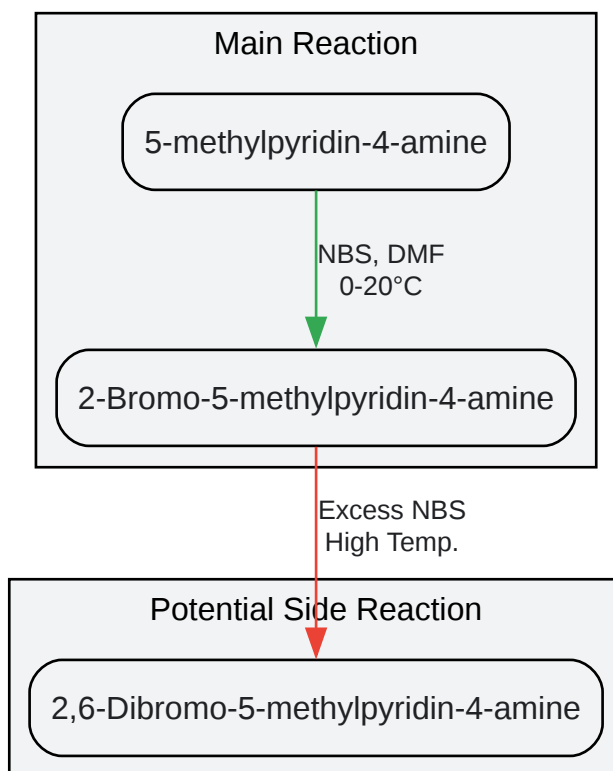 Main Reaction
5-methylpyridin-4-amine
NBS, DMF
0-20°C
2-Bromo-5-methylpyridin-4-amine
Excess NBS
High Temp.
Potential Side Reaction
2,6-Dibromo-5-methylpyridin-4-amine